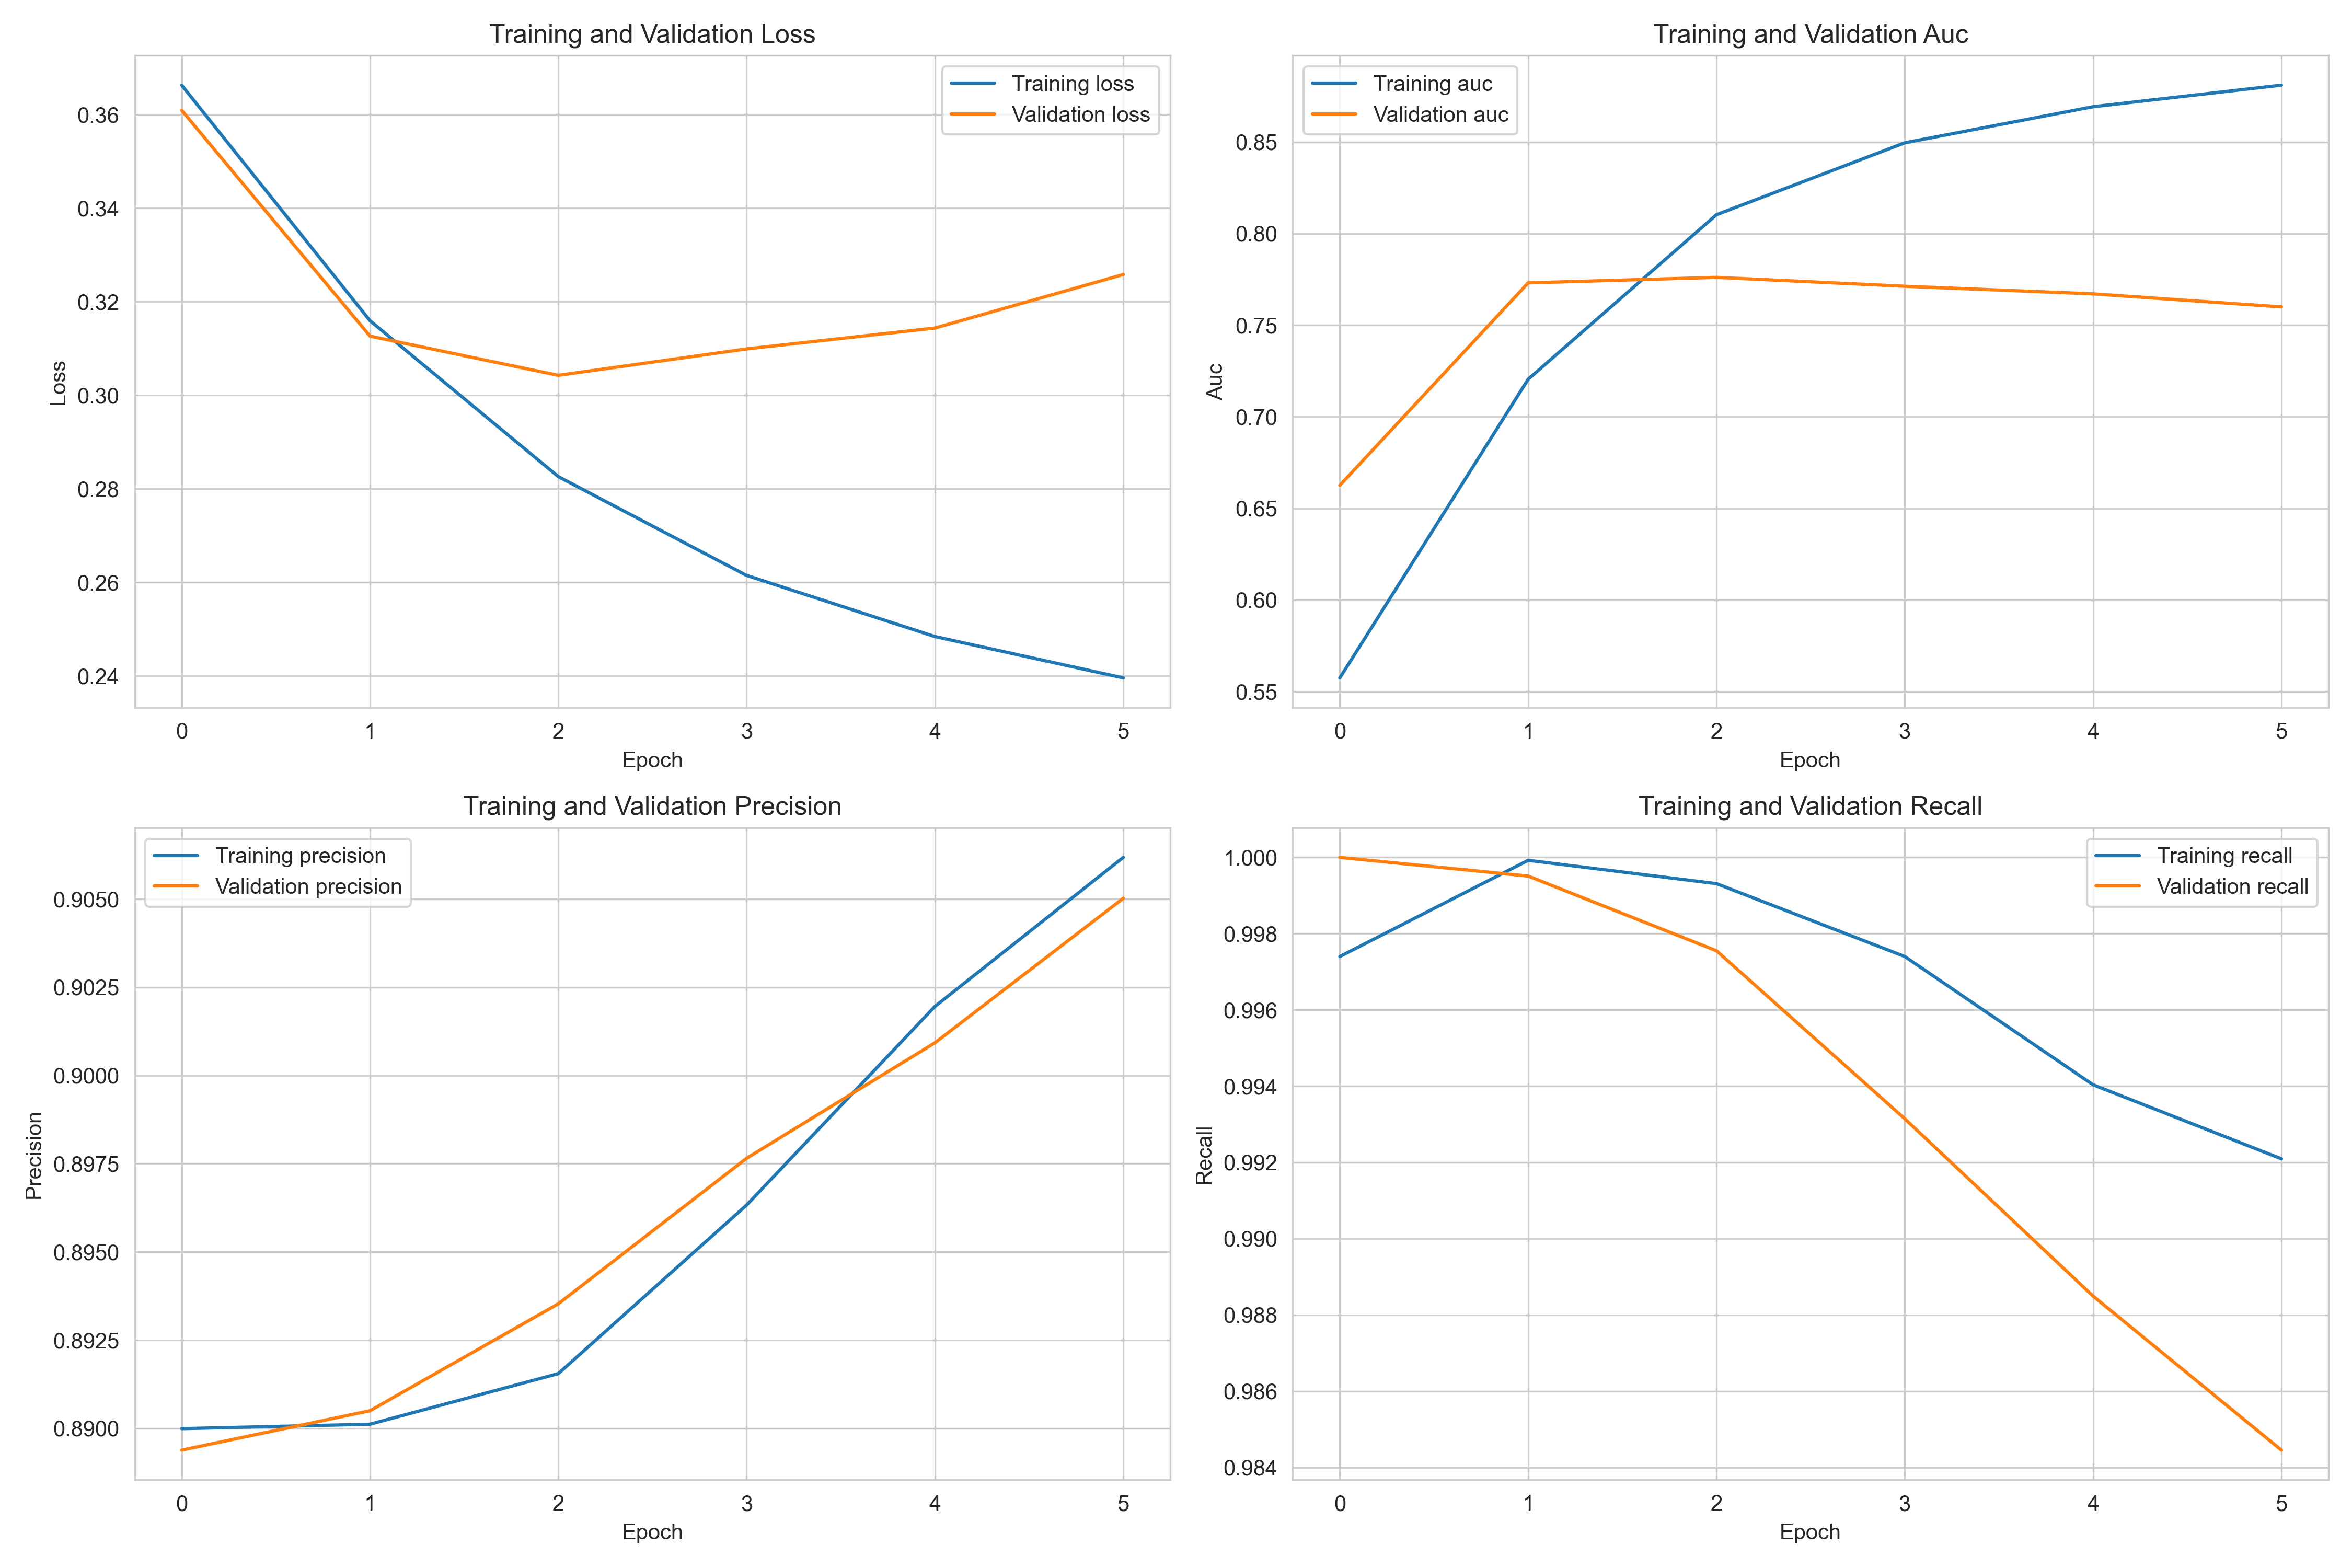 Training and Validation Loss
Training loss
Validation loss
0.36
0.34
0.32
0.30
0.28
0.26
0.24
Loss
0 1 2 3 4 5
Epoch
Training and Validation Auc
Training auc
Validation auc
0.85
0.80
0.75
0.70
0.65
0.60
0.55
Auc
0 1 2 3 4 5
Epoch
Training and Validation Precision
Training precision
Validation precision
0.9050
0.9025
0.9000
0.8975
0.8950
0.8925
0.8900
Precision
0 1 2 3 4 5
Epoch
Training and Validation Recall
Training recall
Validation recall
1.000
0.998
0.996
0.994
0.992
0.990
0.988
0.986
0.984
Recall
0 1 2 3 4 5
Epoch